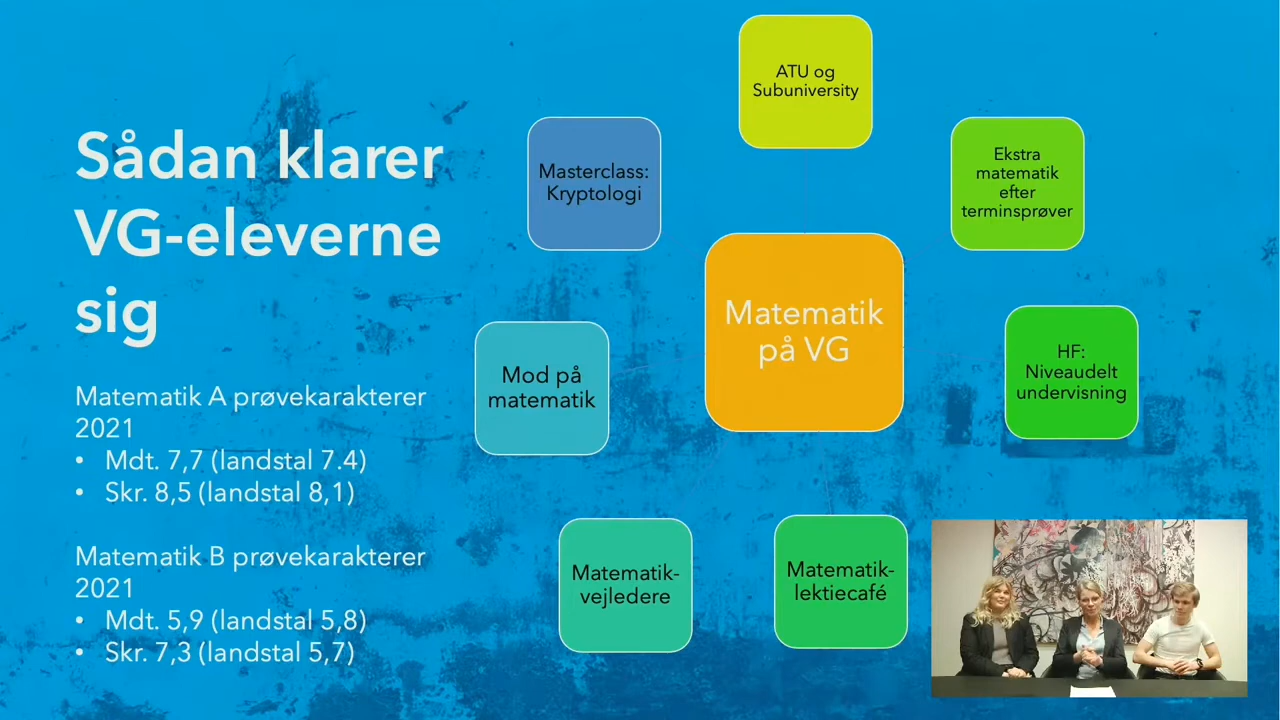 Sådan klarer
VG-eleverne
sig
Matematik A prøvekarakterer
2021
• Mdt. 7,7 (landstal 7.4)
• Skr. 8,5 (landstal 8,1)
Matematik B prøvekarakterer
2021
• Mdt. 5,9 (landstal 5,8)
• Skr. 7,3 (landstal 5,7)
ATU og
Subuniversity
Masterclass:
Kryptologi
Ekstra
matematik
efter
terminsprøver
Matematik
på VG
Mod på
matematik
HF:
Niveaudelt
undervisning
Matematik-
vejledere
Matematik-
lektiecafé